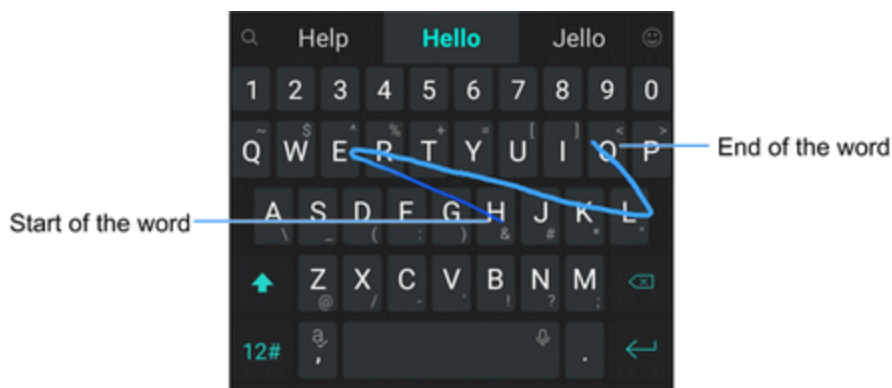 Help Hello Jello
1 2 3 4 5 6 7 8 9 0
~ $ ^ % + = [ ] < >
Q W E R T Y U I O P
End of the word
A S D F G H J K L
Start of the word
\ _ ( : ) & # * "
Z X C V B N M
@ / - ' ! ? ;
12# a , .